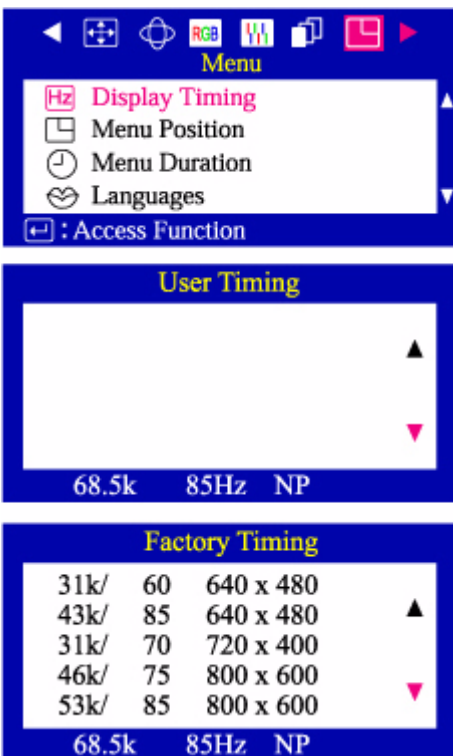 RGB
Menu
Hz Display Timing
Menu Position
Menu Duration
Languages
: Access Function
User Timing
68.5k 85Hz NP
Factory Timing
31k/ 60 640 x 480
43k/ 85 640 x 480
31k/ 70 720 x 400
46k/ 75 800 x 600
53k/ 85 800 x 600
68.5k 85Hz NP